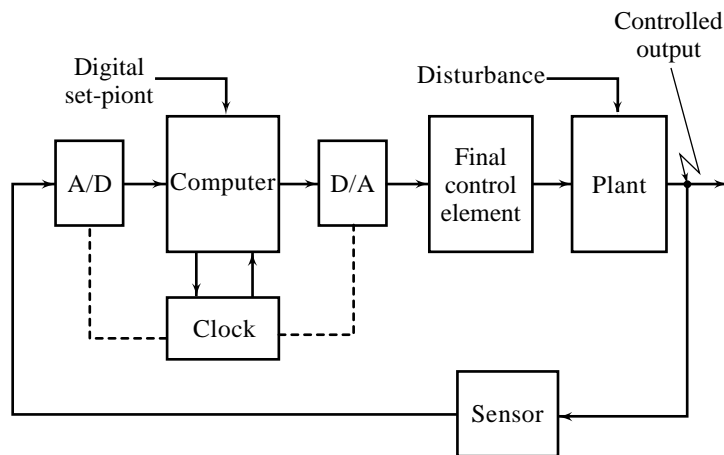 Controlled
output
Digital
set-piont
Disturbance
A/D
Computer
D/A
Final
control
element
Plant
Clock
Sensor